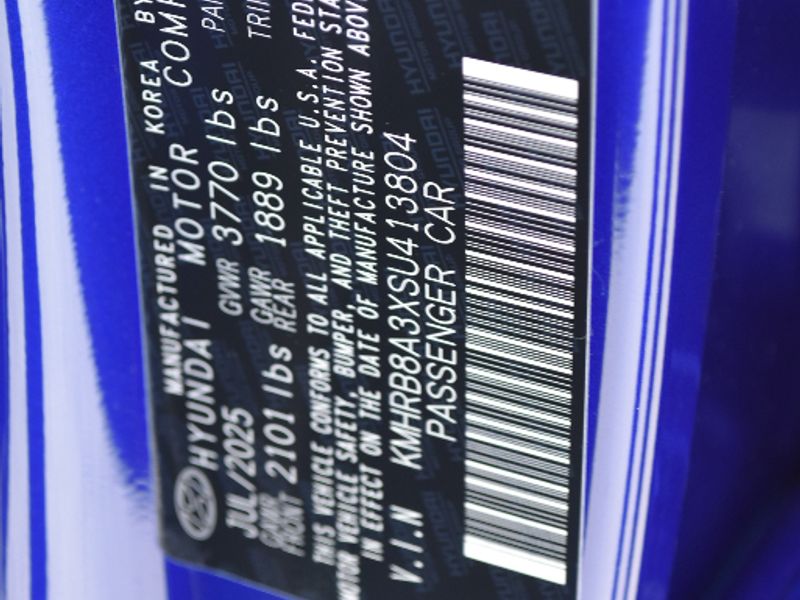 MANUFACTURED IN KOREA BY
HYUNDAI MOTOR COMP
JUL/2025 GVWR 3770 lbs
GAWR FRONT 2101 lbs GAWR REAR 1889 lbs
THIS VEHICLE CONFORMS TO ALL APPLICABLE U.S.A. FED
MOTOR VEHICLE SAFETY, BUMPER, AND THEFT PREVENTION STA
IN EFFECT ON THE DATE OF MANUFACTURE SHOWN ABOV
V.I.N KMHRB8A3XSU413804
PASSENGER CAR